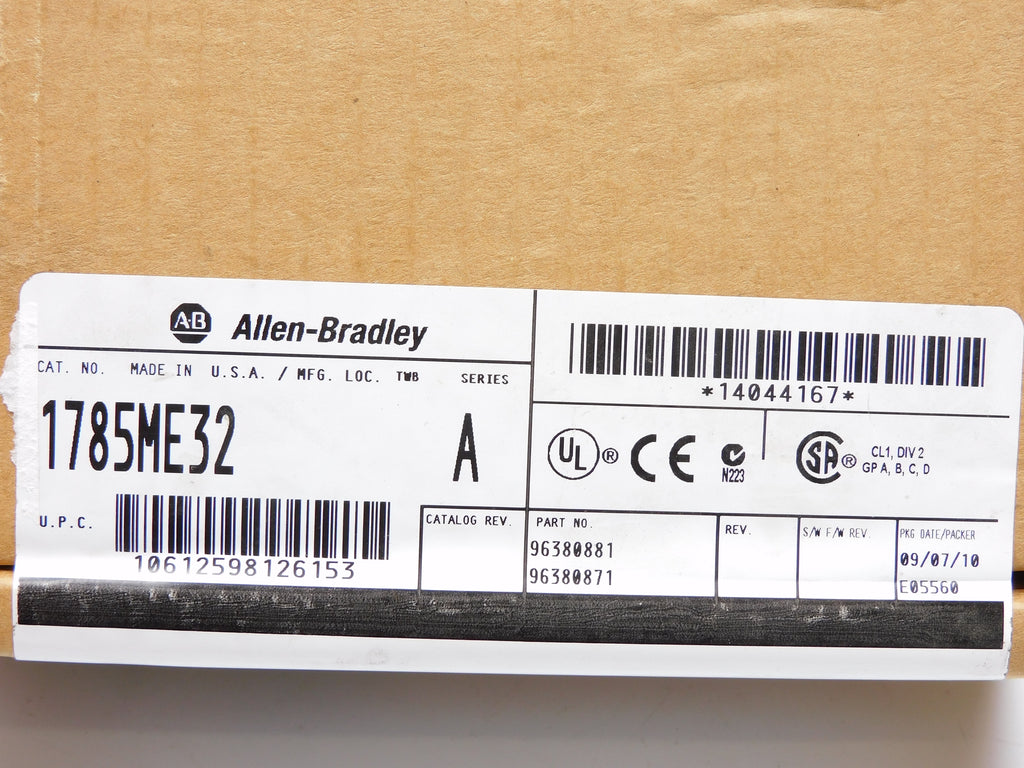 A-B Allen-Bradley
CAT. NO. MADE IN U.S.A. / MFG. LOC. TWB SERIES
1785ME32 A
U.P.C.
10612598126153
*14044167*
UL ® CE N223 SA ® CL1, DIV 2
GP A, B, C, D
CATALOG REV. PART NO. REV. S/W F/W REV. PKG DATE/PACKER
96380881 09/07/10
96380871 E05560